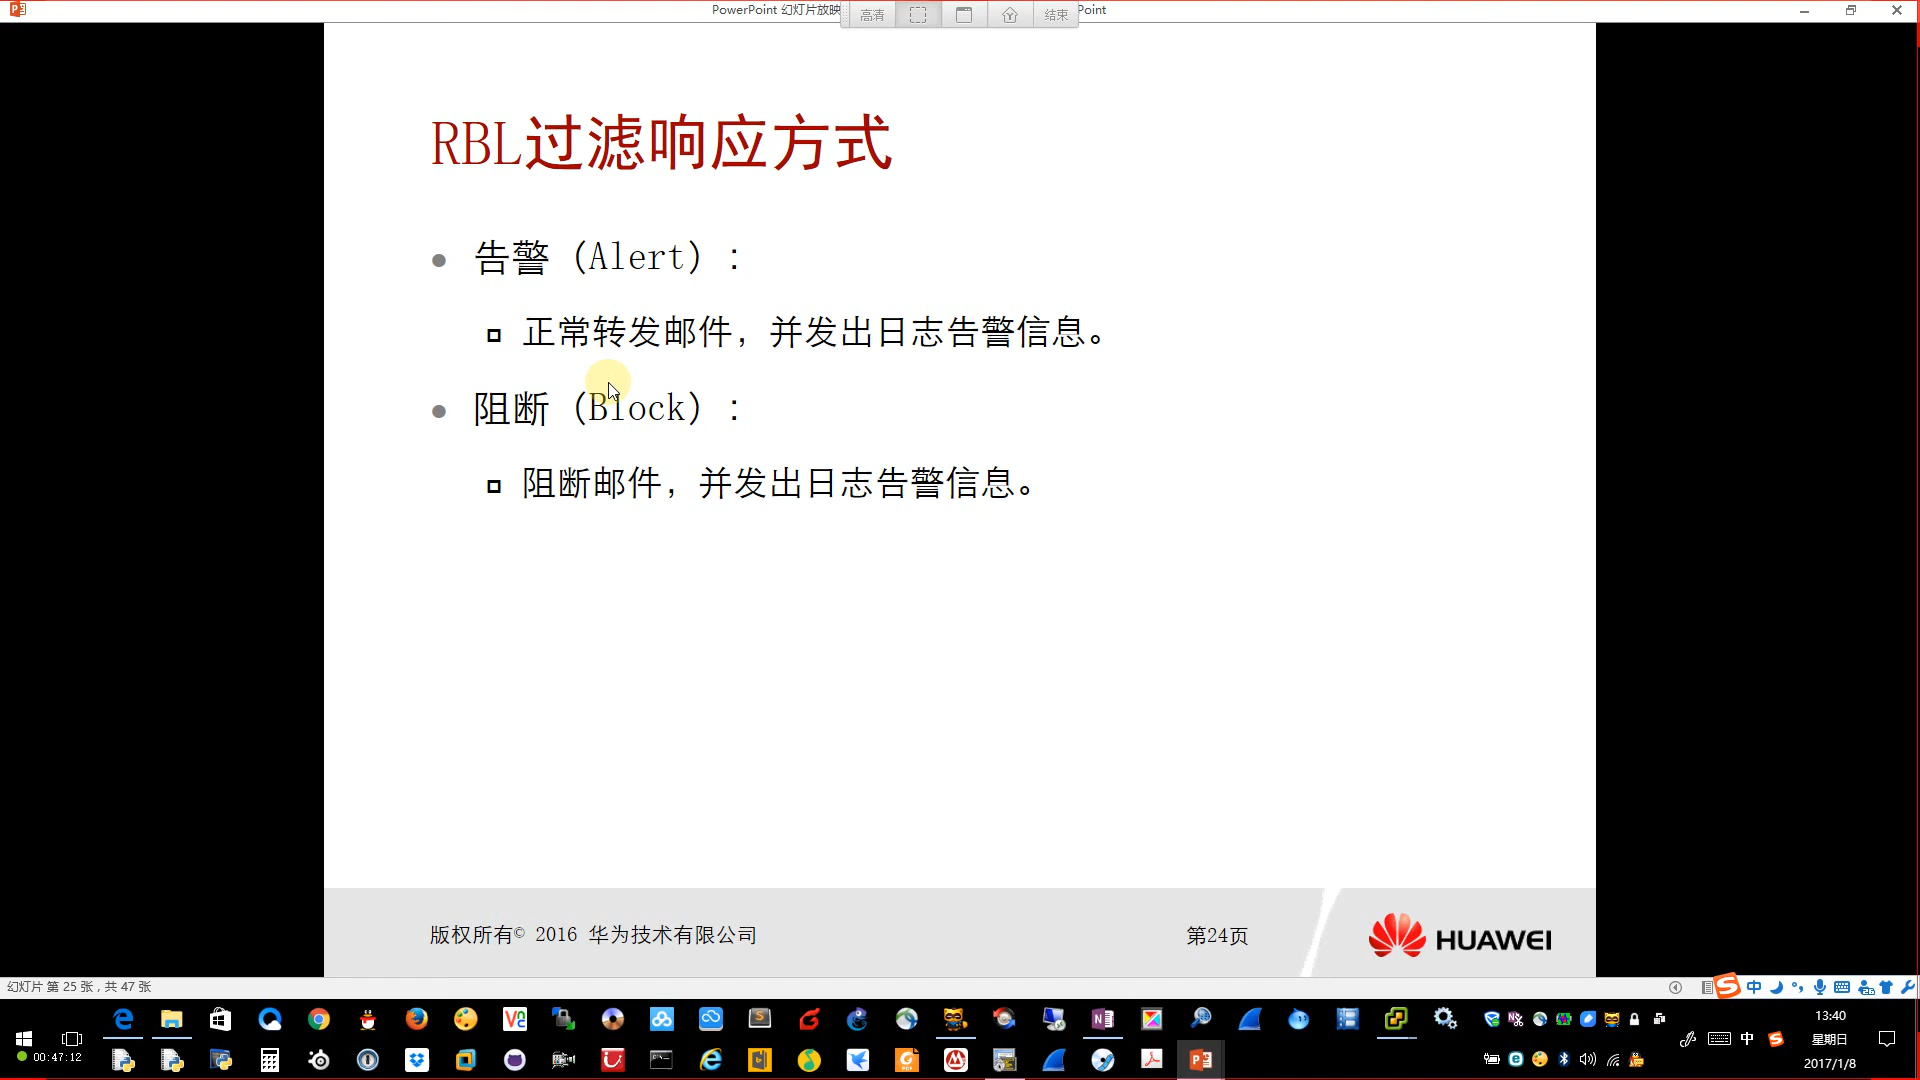 PowerPoint 幻灯片放映
高清
结束
Point
RBL过滤响应方式
告警（Alert）：
正常转发邮件，并发出日志告警信息。
阻断（Block）：
阻断邮件，并发出日志告警信息。
版权所有© 2016 华为技术有限公司
第24页
HUAWEI
幻灯片 第 25 张，共 47 张
中
00:47:12
中
13:40
星期日
2017/1/8